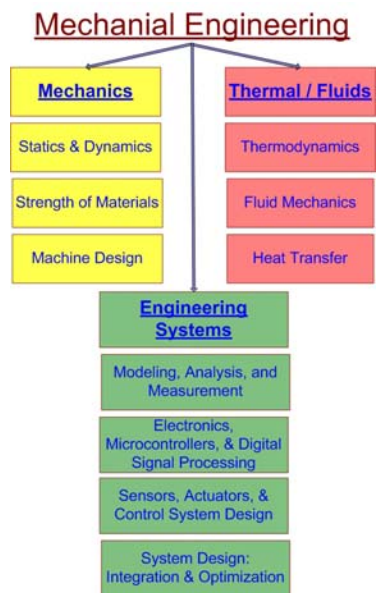 Mechanial Engineering
Mechanics
Statics & Dynamics
Strength of Materials
Machine Design
Thermal / Fluids
Thermodynamics
Fluid Mechanics
Heat Transfer
Engineering
Systems
Modeling, Analysis, and
Measurement
Electronics,
Microcontrollers, & Digital
Signal Processing
Sensors, Actuators, &
Control System Design
System Design:
Integration & Optimization